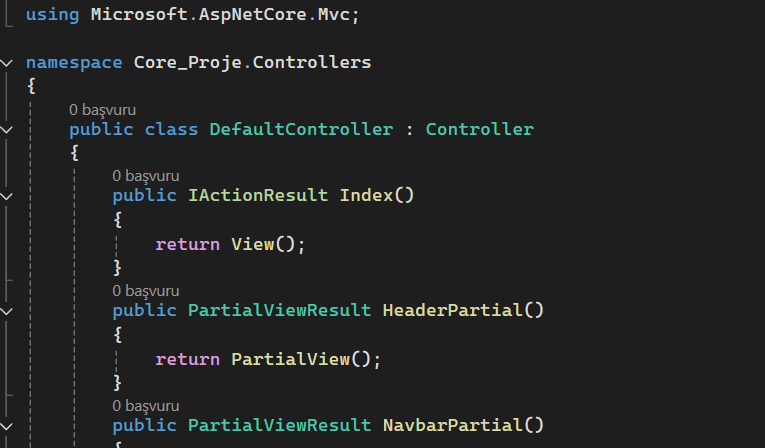 using Microsoft.AspNetCore.Mvc;
namespace Core_Proje.Controllers
{
0 başvuru
public class DefaultController : Controller
{
0 başvuru
public IActionResult Index()
{
return View();
}
0 başvuru
public PartialViewResult HeaderPartial()
{
return PartialView();
}
0 başvuru
public PartialViewResult NavbarPartial()
{